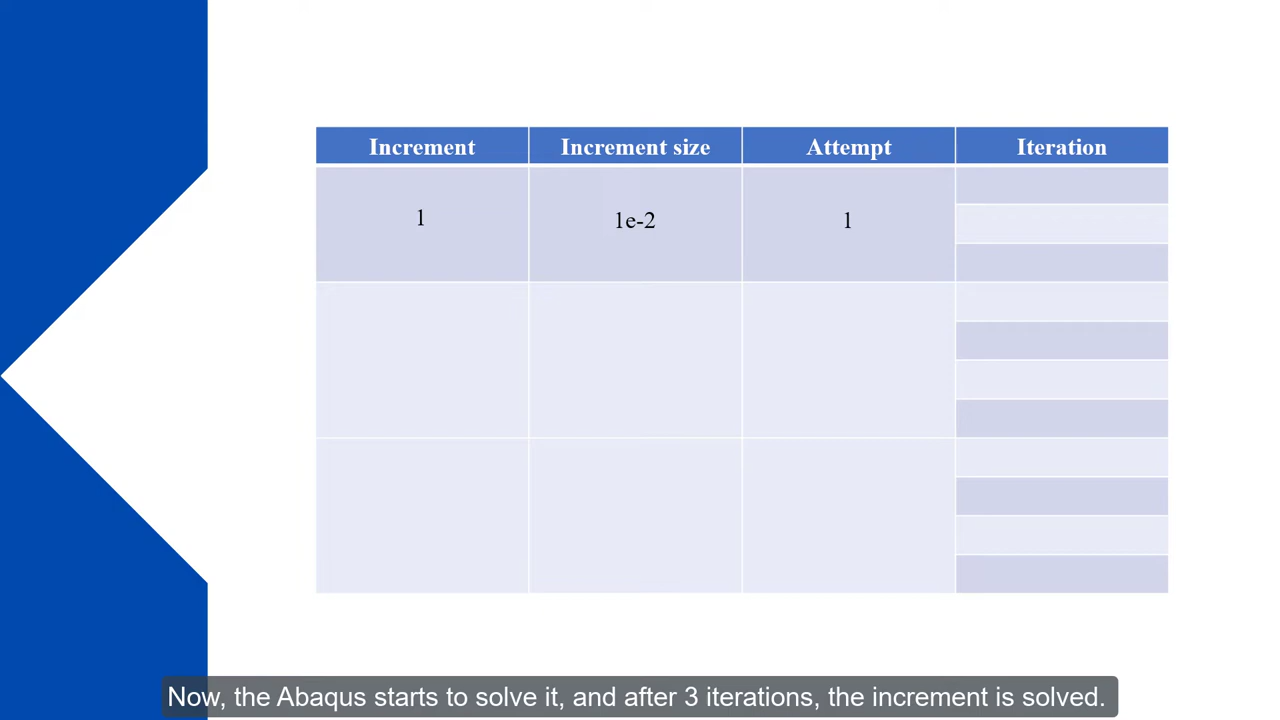 Increment Increment size Attempt Iteration
1 1e-2 1
Now, the Abaqus starts to solve it, and after 3 iterations, the increment is solved.